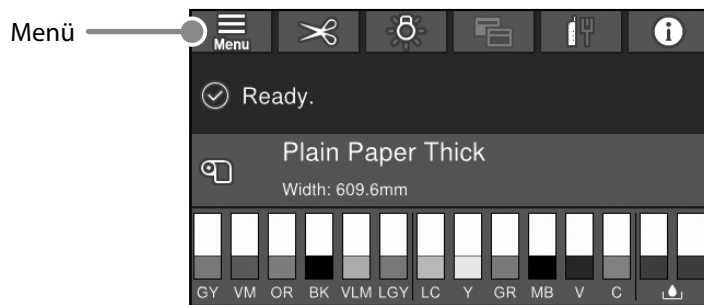 Menü
Menu
Ready.
Plain Paper Thick
Width: 609.6mm
GY VM OR BK VLM LGY LC Y GR MB V C